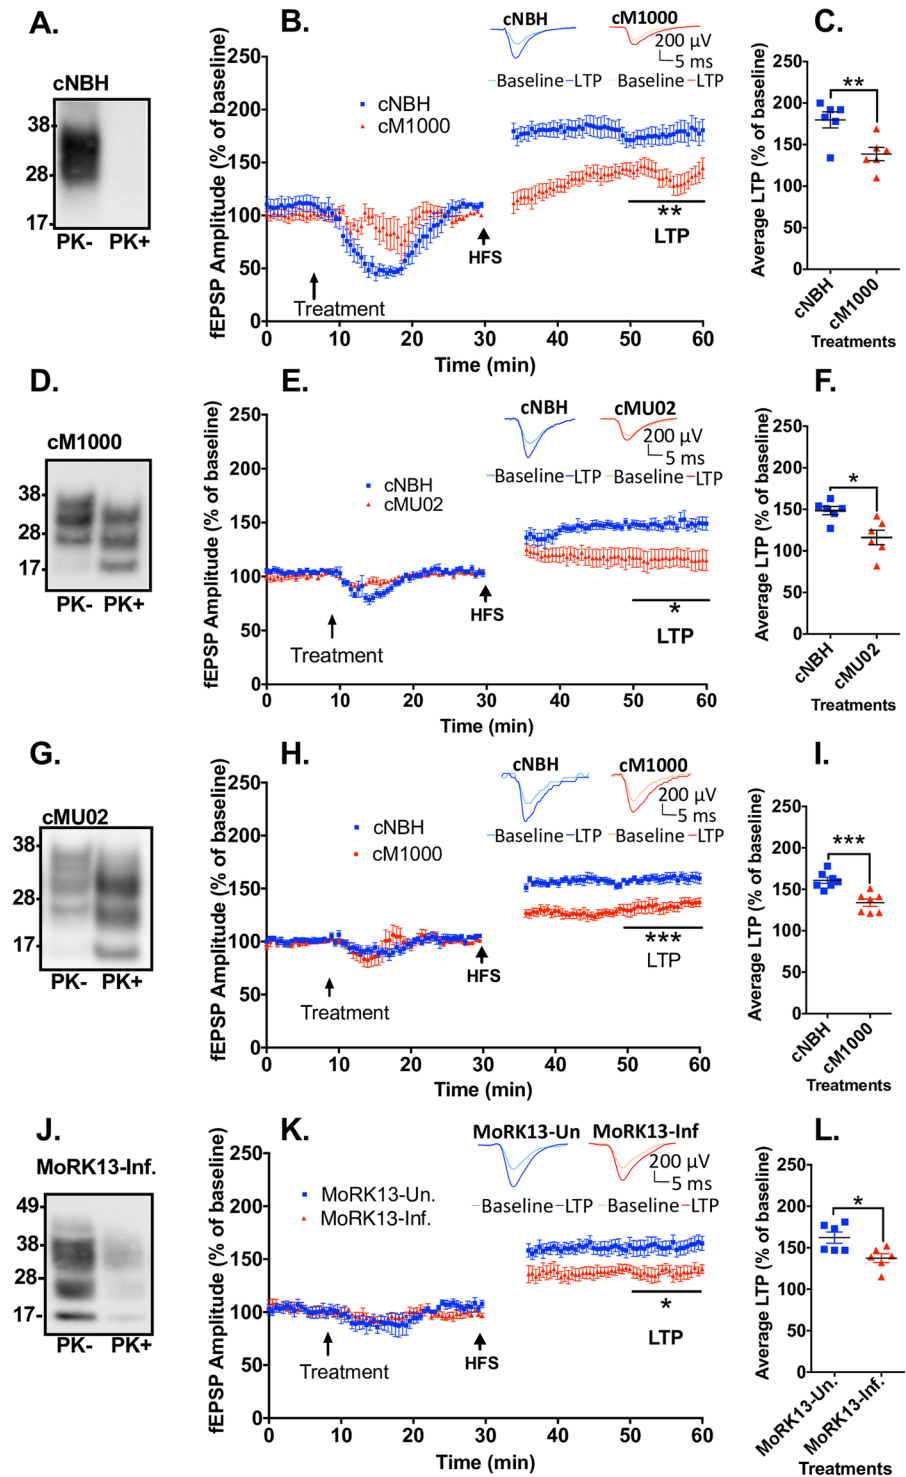 A.
cNBH
38
28
17
PK- PK+
B.
cNBH cM1000
200 µV
5 ms
Baseline LTP Baseline LTP
cNBH
cM1000
fEPSP Amplitude (% of baseline)
250
200
150
100
50
0
Treatment
HFS
**
LTP
0 10 20 30 40 50 60
Time (min)
C.
Average LTP (% of baseline)
250
200
150
100
50
0
**
cNBH
cM1000
Treatments
D.
cM1000
38
28
17
PK- PK+
E.
cNBH cMU02
200 µV
5 ms
Baseline LTP Baseline LTP
cNBH
cMU02
fEPSP Amplitude (% of baseline)
250
200
150
100
50
0
Treatment
HFS
*
LTP
0 10 20 30 40 50 60
Time (min)
F.
Average LTP (% of baseline)
250
200
150
100
50
0
*
cNBH
cMU02
Treatments
G.
cMU02
38
28
17
PK- PK+
H.
cNBH cM1000
200 µV
5 ms
Baseline LTP Baseline LTP
cNBH
cM1000
fEPSP Amplitude (% of baseline)
250
200
150
100
50
0
Treatment
HFS
***
LTP
0 10 20 30 40 50 60
Time (min)
I.
Average LTP (% of baseline)
250
200
150
100
50
0
***
cNBH
cM1000
Treatments
J.
MoRK13-Inf.
49
38
28
17
PK- PK+
K.
MoRK13-Un MoRK13-Inf
200 µV
5 ms
Baseline LTP Baseline LTP
MoRK13-Un.
MoRK13-Inf.
fEPSP Amplitude (% of baseline)
250
200
150
100
50
0
Treatment
HFS
*
LTP
0 10 20 30 40 50 60
Time (min)
L.
Average LTP (% of baseline)
250
200
150
100
50
0
*
MoRK13-Un.
MoRK13-Inf.
Treatments